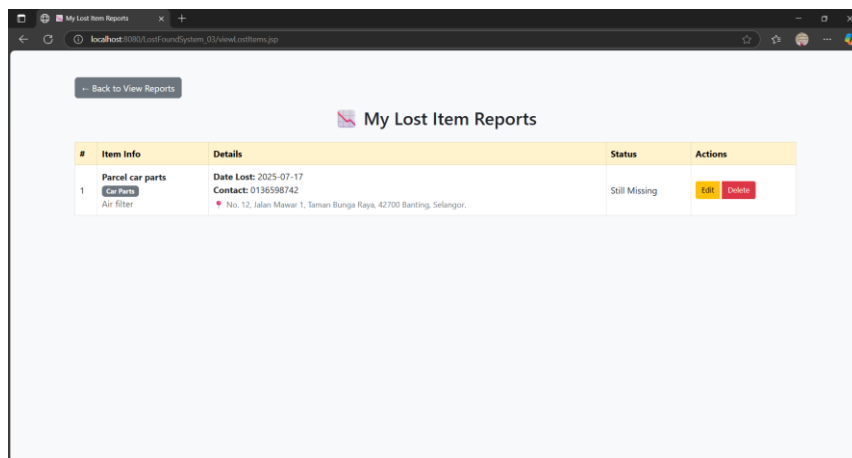 My Lost Item Reports
localhost:8080/LostFoundSystem_03/viewLostItems.jsp
← Back to View Reports
My Lost Item Reports
# Item Info Details Status Actions
1 Parcel car parts Date Lost: 2025-07-17 Still Missing Edit Delete
Car Parts Contact: 0136598742
Air filter No. 12, Jalan Mawar 1, Taman Bunga Raya, 42700 Banting, Selangor.